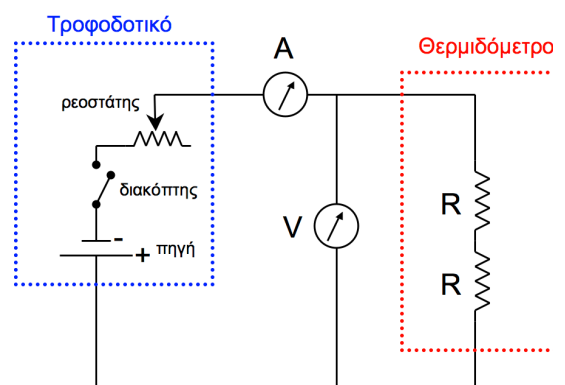 Τροφοδοτικό
A
Θερμιδόμετρο
ρεοστάτης
διακόπτης
V
R
- 
+ πηγή
R